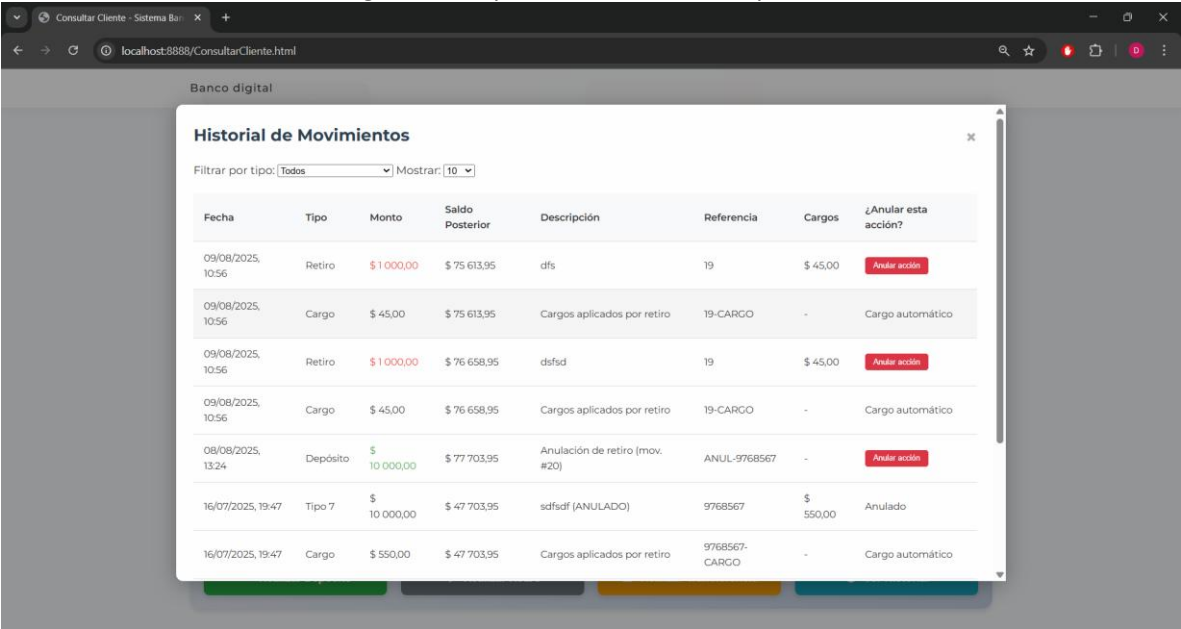 Consultar Cliente - Sistema Ban
localhost:8888/ConsultarCliente.html
D
Banco digital
Historial de Movimientos
Filtrar por tipo: Todos Mostrar: 10
Fecha Tipo Monto Saldo Posterior Descripción Referencia Cargos ¿Anular esta acción?
09/08/2025, 10:56 Retiro $ 1 000,00 $ 75 613,95 dfs 19 $ 45,00 Anular acción
09/08/2025, 10:56 Cargo $ 45,00 $ 75 613,95 Cargos aplicados por retiro 19-CARGO - Cargo automático
09/08/2025, 10:56 Retiro $ 1 000,00 $ 76 658,95 dsfsd 19 $ 45,00 Anular acción
09/08/2025, 10:56 Cargo $ 45,00 $ 76 658,95 Cargos aplicados por retiro 19-CARGO - Cargo automático
08/08/2025, 13:24 Depósito $ 10 000,00 $ 77 703,95 Anulación de retiro (mov. #20) ANUL-9768567 - Anular acción
16/07/2025, 19:47 Tipo 7 $ 10 000,00 $ 47 703,95 sdfsdf (ANULADO) 9768567 $ 550,00 Anulado
16/07/2025, 19:47 Cargo $ 550,00 $ 47 703,95 Cargos aplicados por retiro 9768567-CARGO - Cargo automático